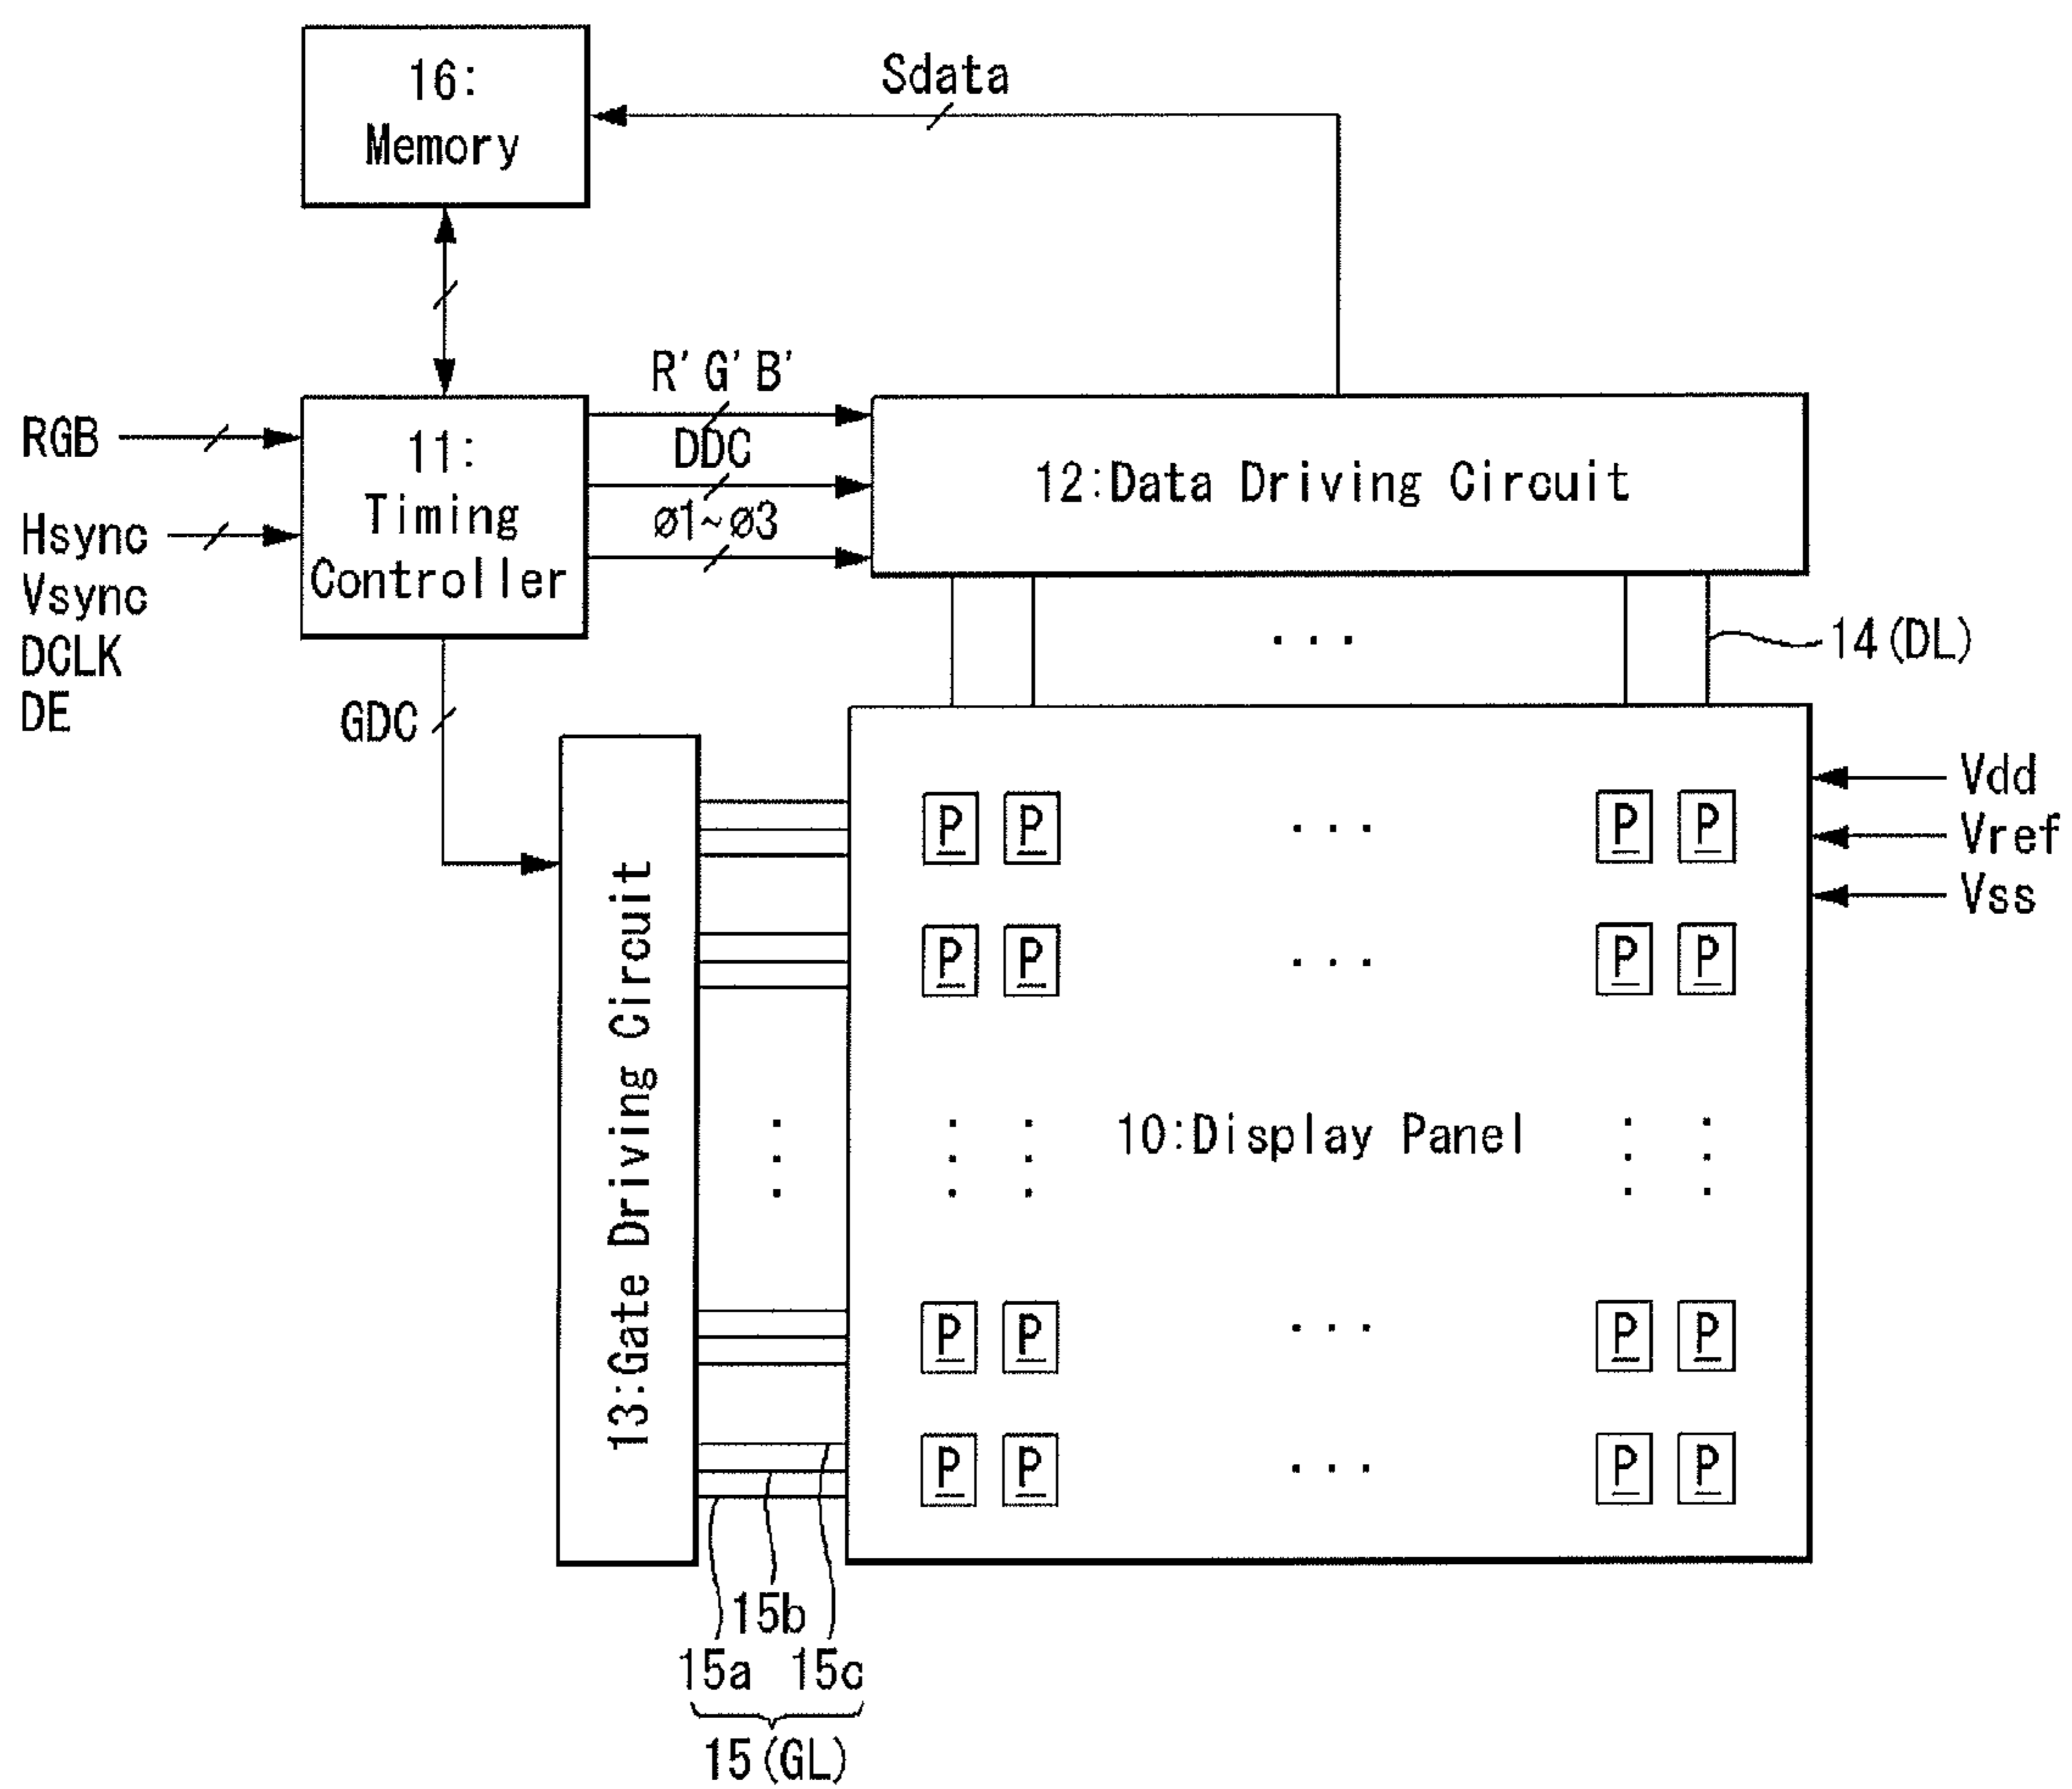 16:
Memory
Sdata
R' G' B'
RGB
DDC
11:
Timing
Controller
12:Data Driving Circuit
ø1~ø3
Hsync
Vsync
DCLK
DE
GDC
. . .
14(DL)
Vdd
Vref
Vss
P P . . . P P
P P . . . P P
13:Gate Driving Circuit
10:Display Panel
P P . . . P P
P P . . . P P
15b
15a 15c
15(GL)